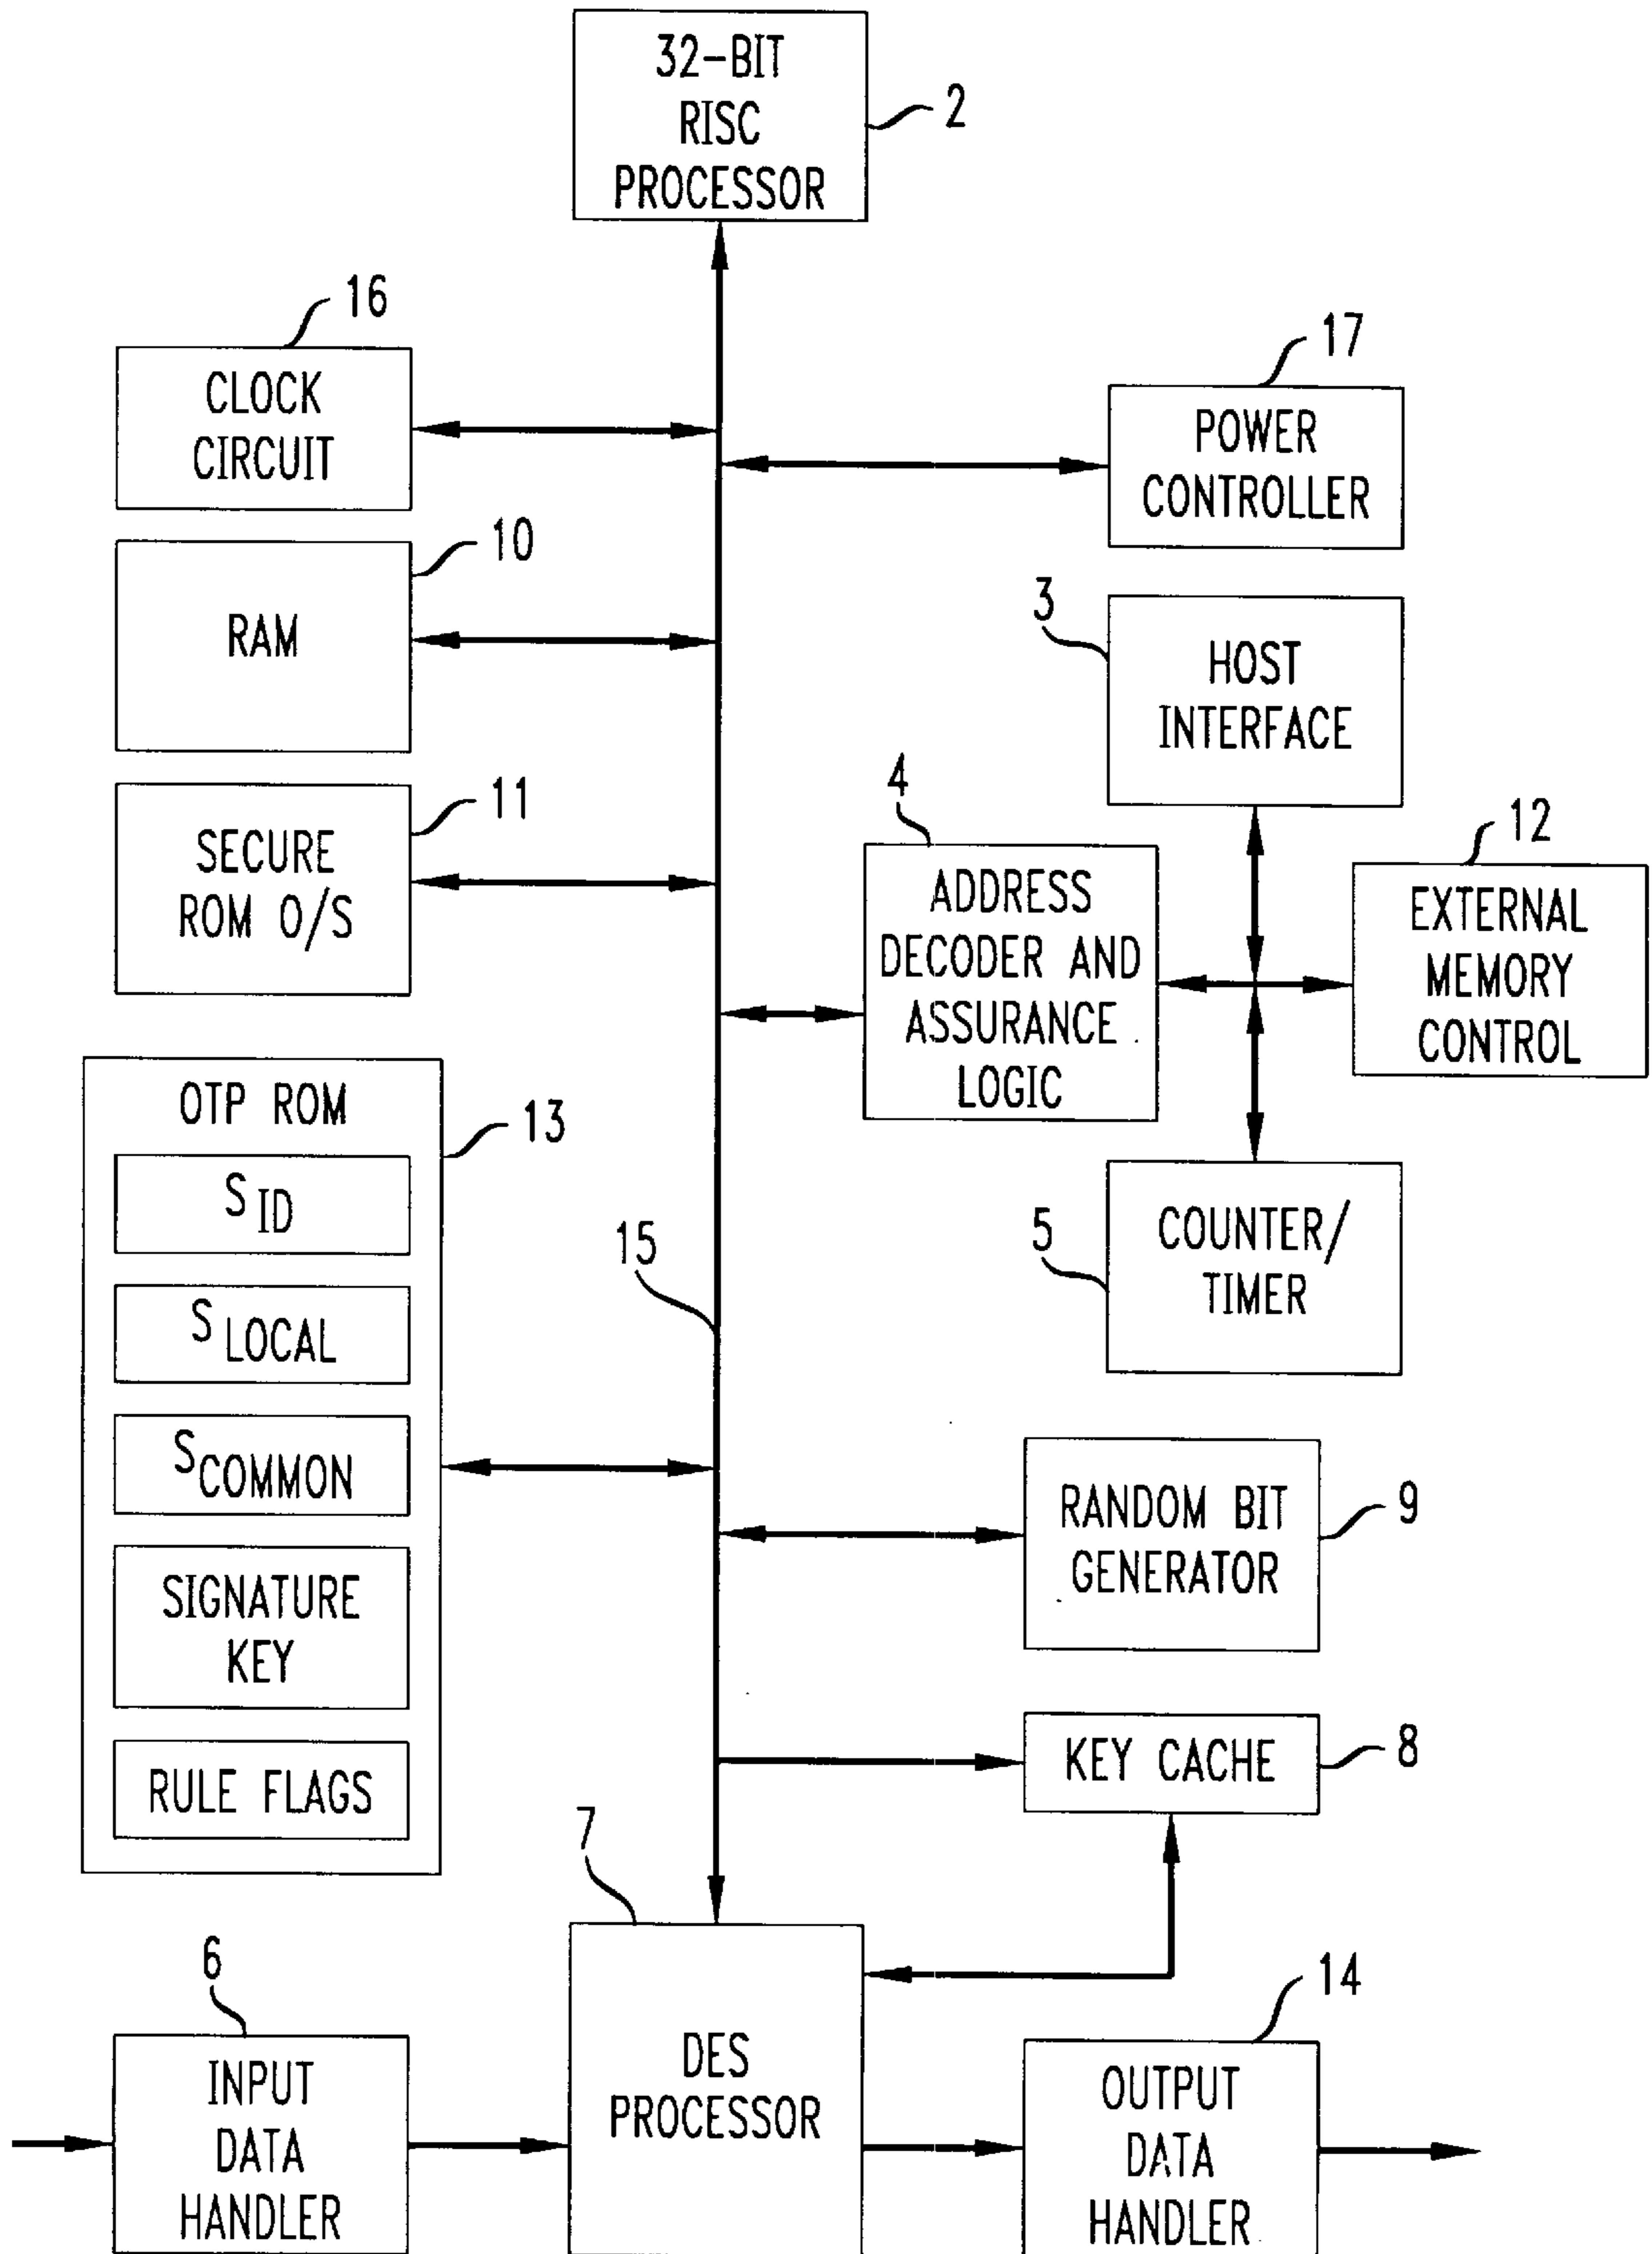 32-BIT
RISC
PROCESSOR
2
16
CLOCK
CIRCUIT
17
POWER
CONTROLLER
10
RAM
3
HOST
INTERFACE
11
SECURE
ROM O/S
4
ADDRESS
DECODER AND
ASSURANCE
LOGIC
12
EXTERNAL
MEMORY
CONTROL
OTP ROM
13
S ID
S LOCAL
S COMMON
SIGNATURE
KEY
RULE FLAGS
15
5
COUNTER/
TIMER
RANDOM BIT
GENERATOR
9
KEY CACHE
8
7
DES
PROCESSOR
6
INPUT
DATA
HANDLER
14
OUTPUT
DATA
HANDLER